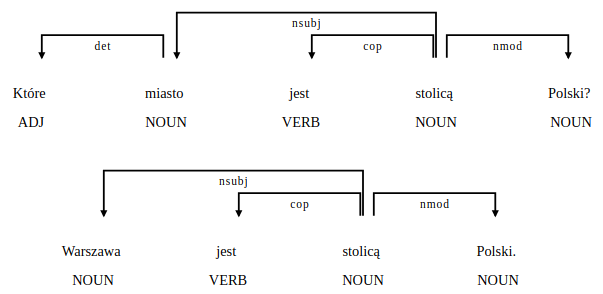 nsubj
det cop nmod
Które miasto jest stolicą Polski?
ADJ NOUN VERB NOUN NOUN
nsubj
cop nmod
Warszawa jest stolicą Polski.
NOUN VERB NOUN NOUN